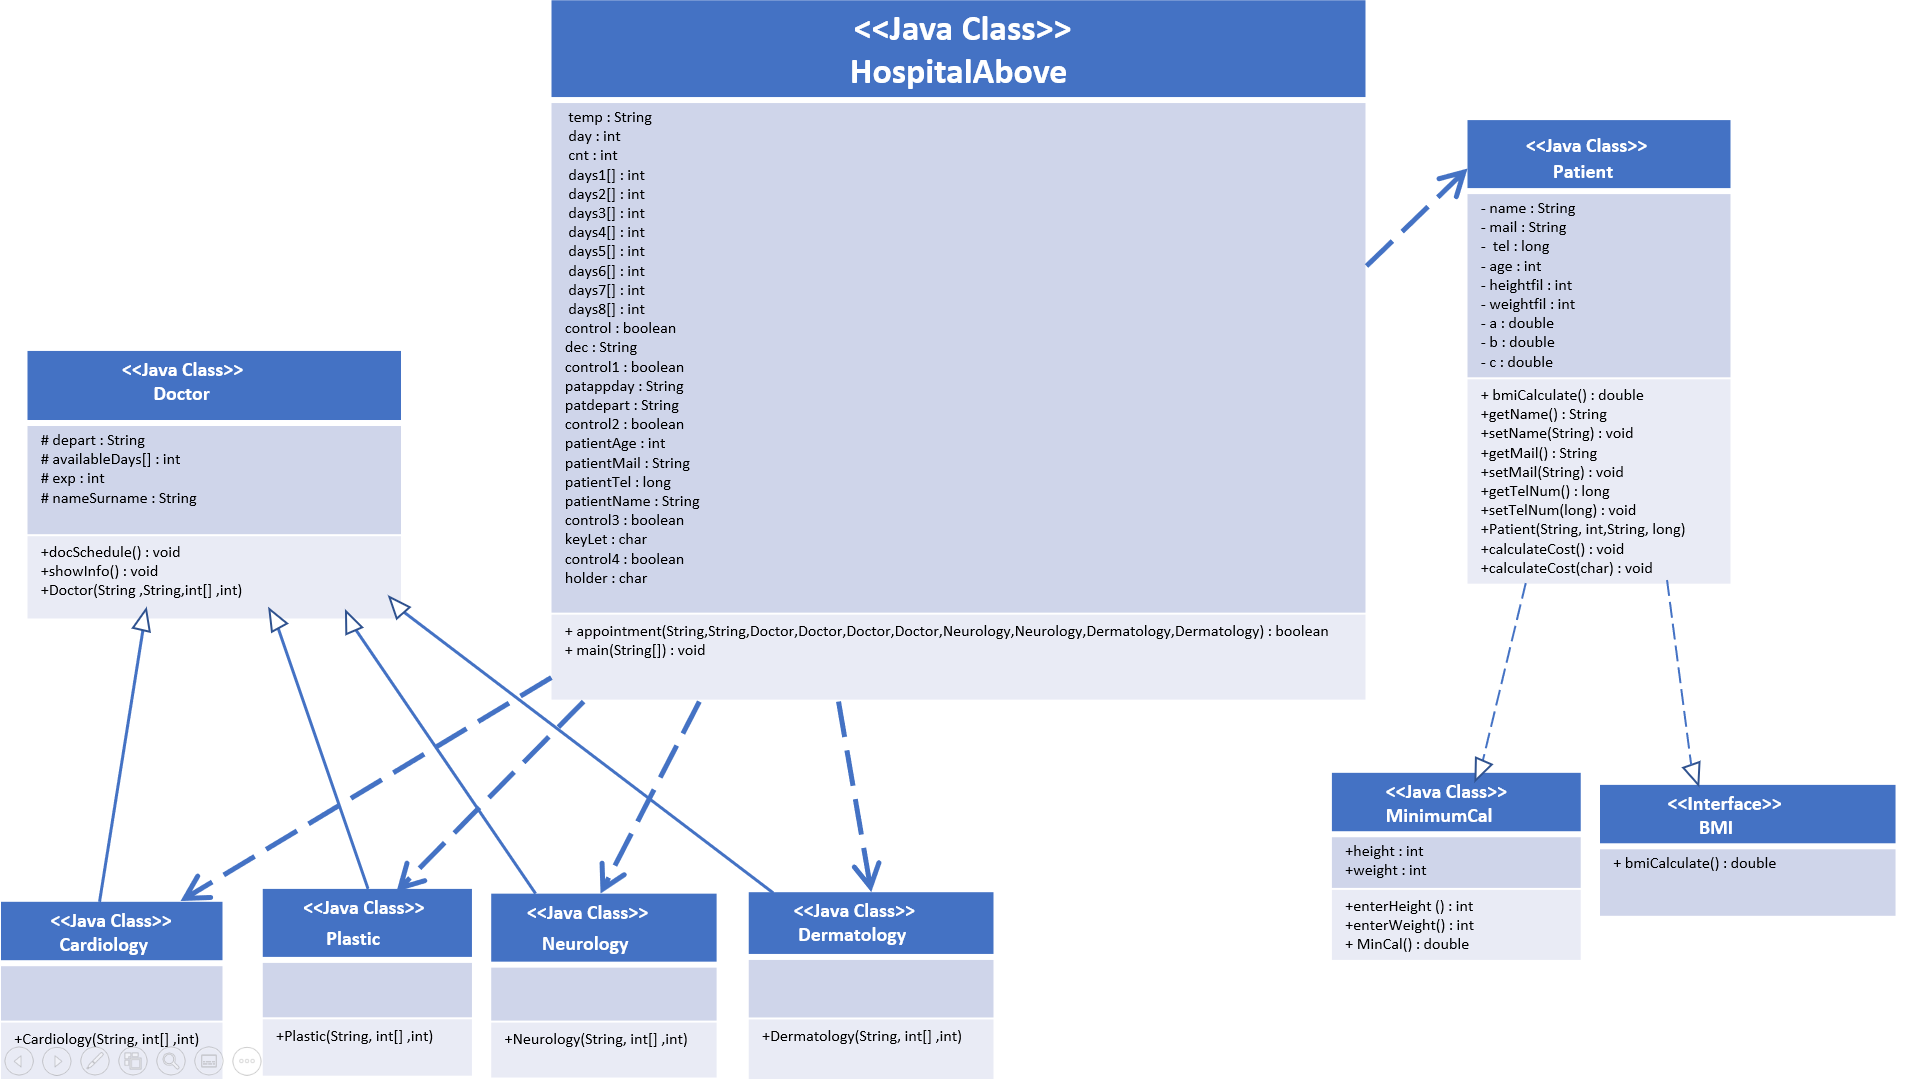 <<Java Class>>
HospitalAbove
temp : String
day : int
cnt : int
days1[] : int
days2[] : int
days3[] : int
days4[] : int
days5[] : int
days6[] : int
days7[] : int
days8[] : int
control : boolean
dec : String
control1 : boolean
patappday : String
patdepart : String
control2 : boolean
patientAge : int
patientMail : String
patientTel : long
patientName : String
control3 : boolean
keyLet : char
control4 : boolean
holder : char
+ appointment(String,String,Doctor,Doctor,Doctor,Doctor,Neurology,Neurology,Dermatology,Dermatology) : boolean
+ main(String[]) : void
<<Java Class>>
Patient
- name : String
- mail : String
- tel : long
- age : int
- heightfil : int
- weightfil : int
- a : double
- b : double
- c : double
+ bmiCalculate() : double
+getName() : String
+setName(String) : void
+getMail() : String
+setMail(String) : void
+getTelNum() : long
+setTelNum(long) : void
+Patient(String, int,String, long)
+calculateCost() : void
+calculateCost(char) : void
<<Java Class>>
Doctor
# depart : String
# availableDays[] : int
# exp : int
# nameSurname : String
+docSchedule() : void
+showInfo() : void
+Doctor(String ,String,int[] ,int)
<<Java Class>>
MinimumCal
+height : int
+weight : int
+enterHeight () : int
+enterWeight() : int
+ MinCal() : double
<<Interface>>
BMI
+ bmiCalculate() : double
<<Java Class>>
Cardiology
+Cardiology(String, int[] ,int)
<<Java Class>>
Plastic
+Plastic(String, int[] ,int)
<<Java Class>>
Neurology
+Neurology(String, int[] ,int)
<<Java Class>>
Dermatology
+Dermatology(String, int[] ,int)